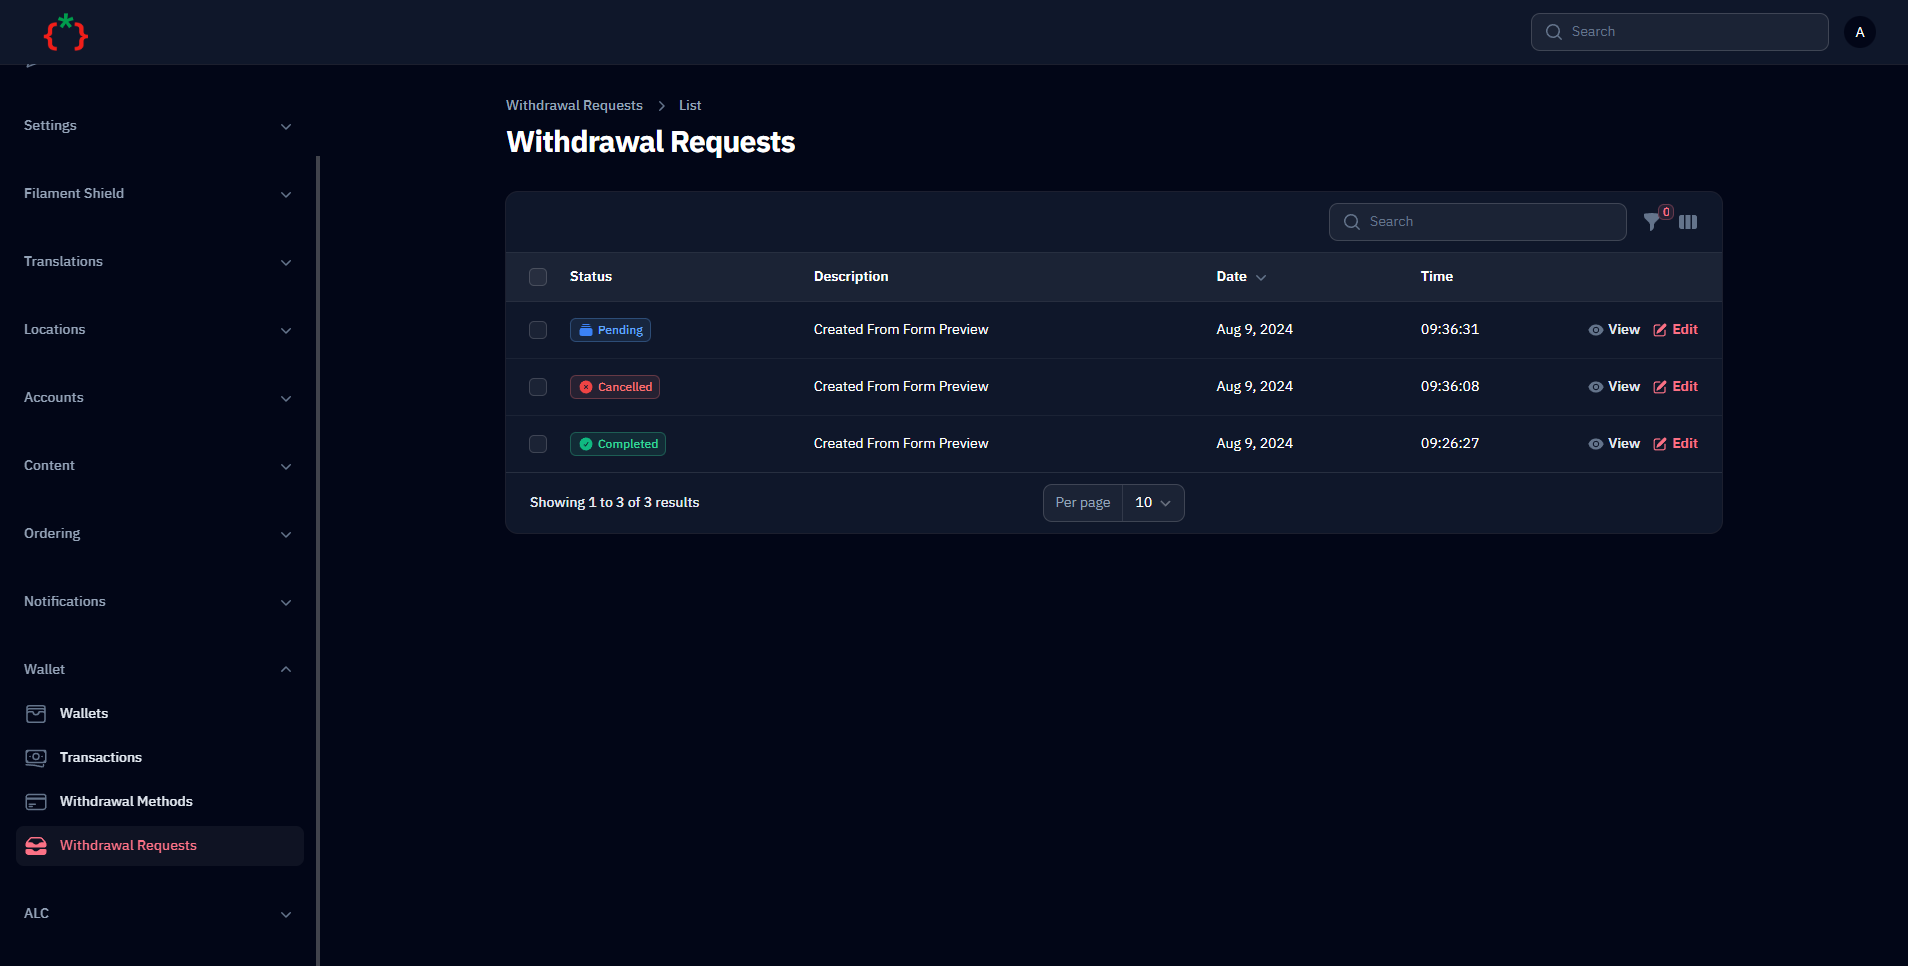 {*}
Search
A
Settings
Filament Shield
Translations
Locations
Accounts
Content
Ordering
Notifications
Wallet
Wallets
Transactions
Withdrawal Methods
Withdrawal Requests
ALC
Withdrawal Requests > List
Withdrawal Requests
Search 0
Status Description Date Time
Pending Created From Form Preview Aug 9, 2024 09:36:31 View Edit
Cancelled Created From Form Preview Aug 9, 2024 09:36:08 View Edit
Completed Created From Form Preview Aug 9, 2024 09:26:27 View Edit
Showing 1 to 3 of 3 results Per page 10